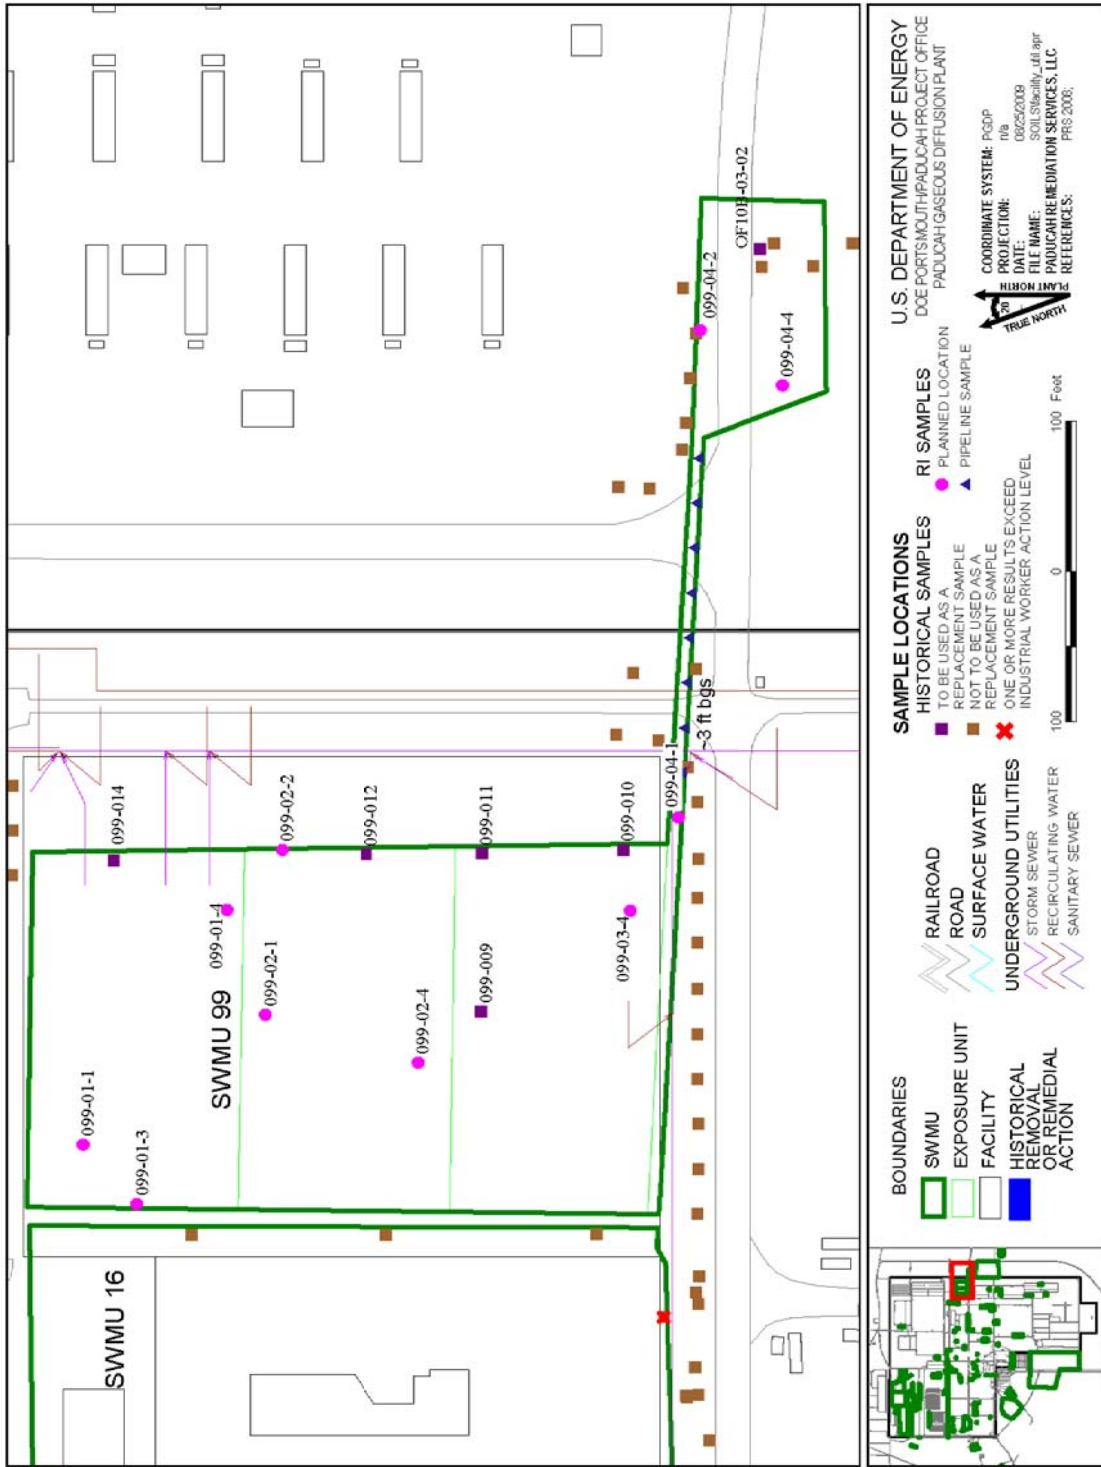 SWMU 16
SWMU 99
099-01-1
099-01-3
099-01-4
099-014
099-02-1
099-02-2
099-012
099-02-4
099-009
099-011
099-03-4
099-010
099-04-1
~3 ft bgs
099-04-2
OF10B-03-02
099-04-4
BOUNDARIES
SWMU
EXPOSURE UNIT
FACILITY
HISTORICAL
REMOVAL
OR REMEDIAL
ACTION
RAILROAD
ROAD
SURFACE WATER
UNDERGROUND UTILITIES
STORM SEWER
RECIRCULATING WATER
SANITARY SEWER
SAMPLE LOCATIONS
HISTORICAL SAMPLES
TO BE USED AS A
REPLACEMENT SAMPLE
NOT TO BE USED AS A
REPLACEMENT SAMPLE
ONE OR MORE RESULTS EXCEED
INDUSTRIAL WORKER ACTION LEVEL
RI SAMPLES
PLANNED LOCATION
PIPELINE SAMPLE
100 0 100 Feet
U.S. DEPARTMENT OF ENERGY
DOE PORTSMOUTH/PADUCAH PROJECT OFFICE
PADUCAH GASEOUS DIFFUSION PLANT
TRUE NORTH
20
PLANT NORTH
COORDINATE SYSTEM: PGDP
PROJECTION: n/a
DATE: 08/25/2009
FILE NAME:
PADUCAH REMEDIATION SERVICES, LLC
REFERENCES: PRS 2008;